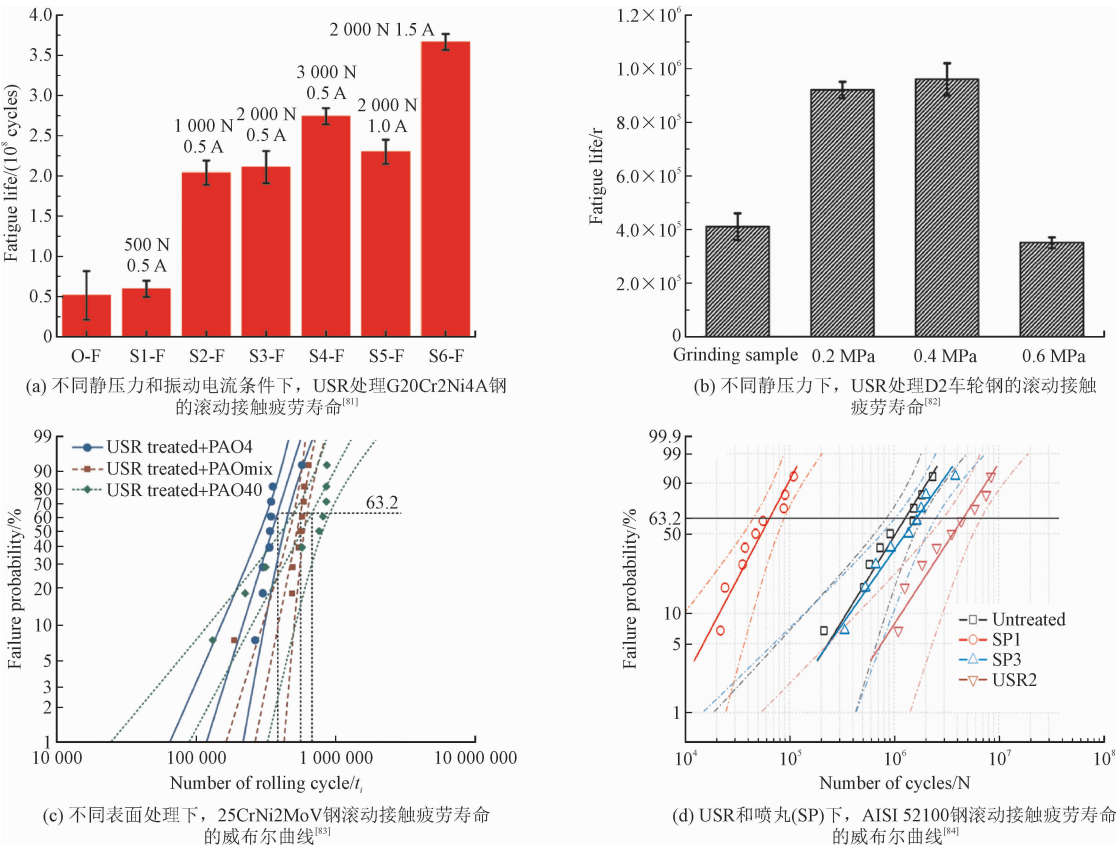 4.0
3.5
3.0
2.5
2.0
1.5
1.0
0.5
0
Fatigue life/(10⁸ cycles)
500 N
0.5 A
1 000 N
0.5 A
2 000 N
0.5 A
3 000 N
0.5 A
2 000 N
1.0 A
2 000 N 1.5 A
O-F S1-F S2-F S3-F S4-F S5-F S6-F
(a) 不同静压力和振动电流条件下，USR处理G20Cr2Ni4A钢
的滚动接触疲劳寿命[81]
1.2×10⁶
1.0×10⁶
8.0×10⁵
6.0×10⁵
4.0×10⁵
2.0×10⁵
0
Fatigue life/r
Grinding sample 0.2 MPa 0.4 MPa 0.6 MPa
(b) 不同静压力下，USR处理D2车轮钢的滚动接触
疲劳寿命[82]
99
90
80
70
60
50
40
30
20
10
5
3
2
1
Failure probability/%
USR treated+PAO4
USR treated+PAOmix
USR treated+PAO40
63.2
10 000 100 000 1 000 000 10 000 000
Number of rolling cycle/tᵢ
(c) 不同表面处理下，25CrNi2MoV钢滚动接触疲劳寿命
的威布尔曲线[83]
99.9
99
90
63.2
50
10
5
1
Failure probability/%
Untreated
SP1
SP3
USR2
10⁴ 10⁵ 10⁶ 10⁷ 10⁸
Number of cycles/N
(d) USR和喷丸(SP)下，AISI 52100钢滚动接触疲劳寿命
的威布尔曲线[84]